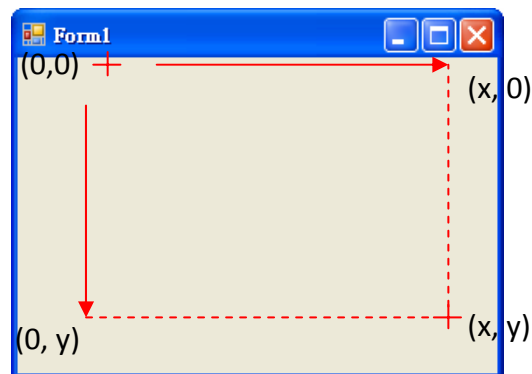 Form1
(0,0)
(x, 0)
(0, y)
(x, y)